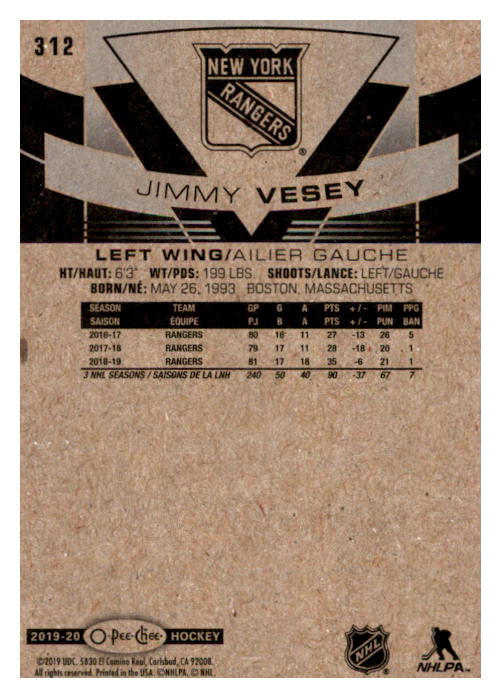 312
NEW YORK
RANGERS
®
JIMMY VESEY
LEFT WING/AILIER GAUCHE
HT/HAUT: 6'3" WT/PDS: 199 LBS. SHOOTS/LANCE: LEFT/GAUCHE
BORN/NÉ: MAY 26, 1993 BOSTON, MASSACHUSETTS
SEASON TEAM GP G A PTS +/- PIM PPG
SAISON ÉQUIPE PJ B A PTS +/- PUN BAN
2016-17 RANGERS 80 16 11 27 -13 26 5
2017-18 RANGERS 79 17 11 28 -18 20 1
2018-19 RANGERS 81 17 18 35 -6 21 1
3 NHL SEASONS / SAISONS DE LA LNH 240 50 40 90 -37 67 7
2019-20 O-Pee-Chee HOCKEY
©2019 UDC. 5830 El Camino Real, Carlsbad, CA 92008.
All rights reserved. Printed in the USA. ©NHLPA. © NHL.
NHL
®
NHLPA™